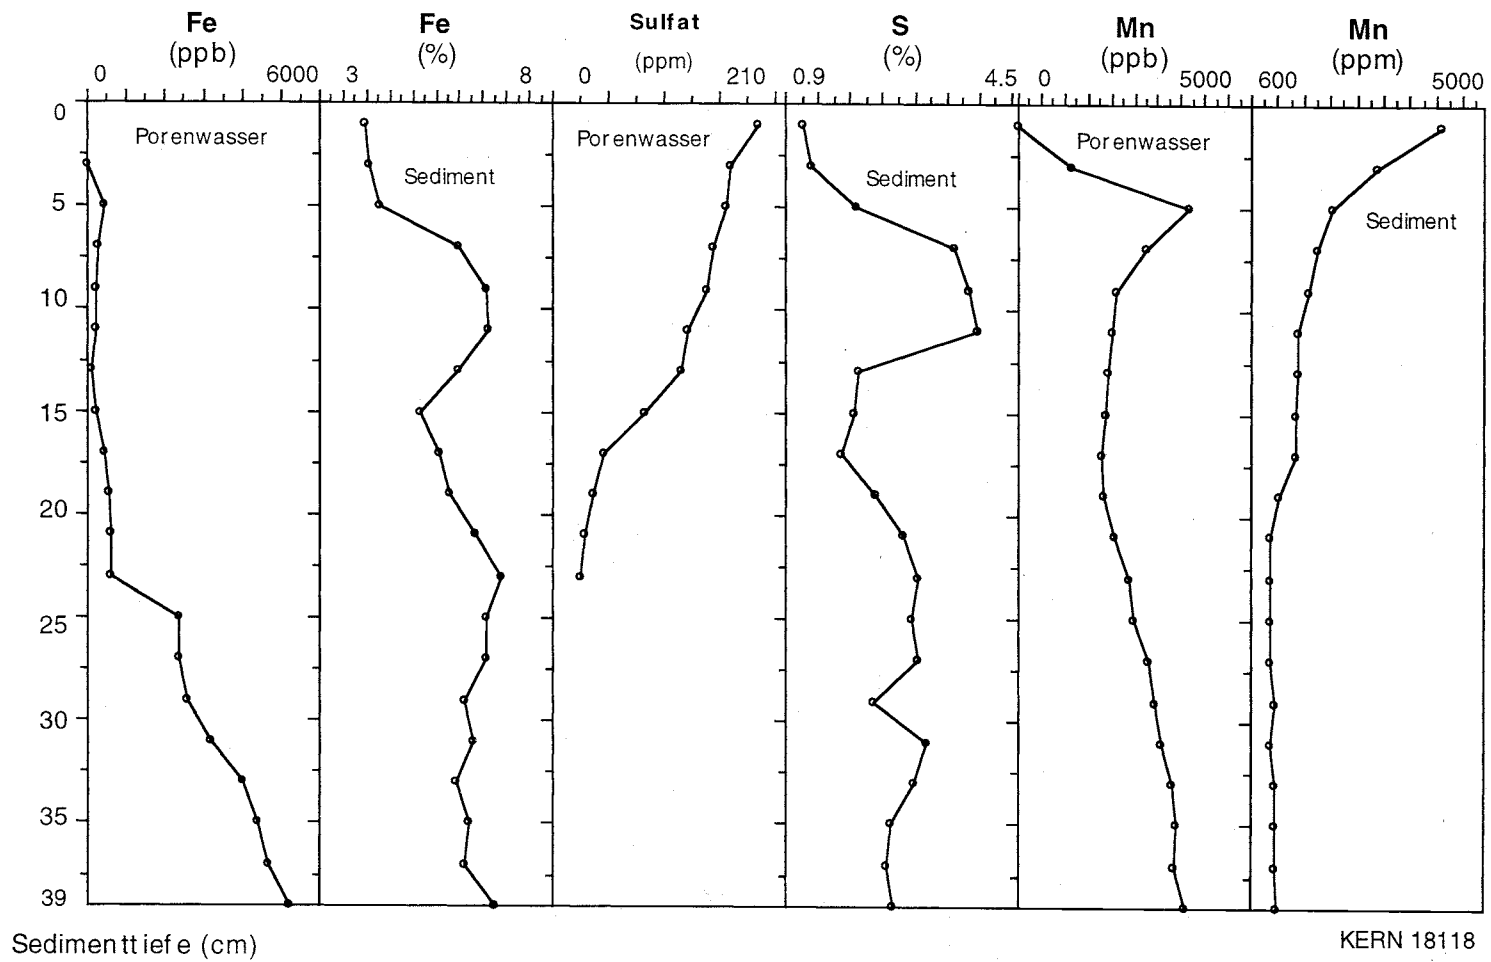 Fe Fe Sulfat S Mn Mn
(ppb) (%) (ppm) (%) (ppb) (ppm)
0 6000 3 8 0 210 0.9 4.5 0 5000 600 5000
0
Porenwasser Porenwasser Porenwasser
Sediment Sediment
5
Sediment
10
15
20
25
30
35
39
Sedimenttiefe (cm)
KERN 18118